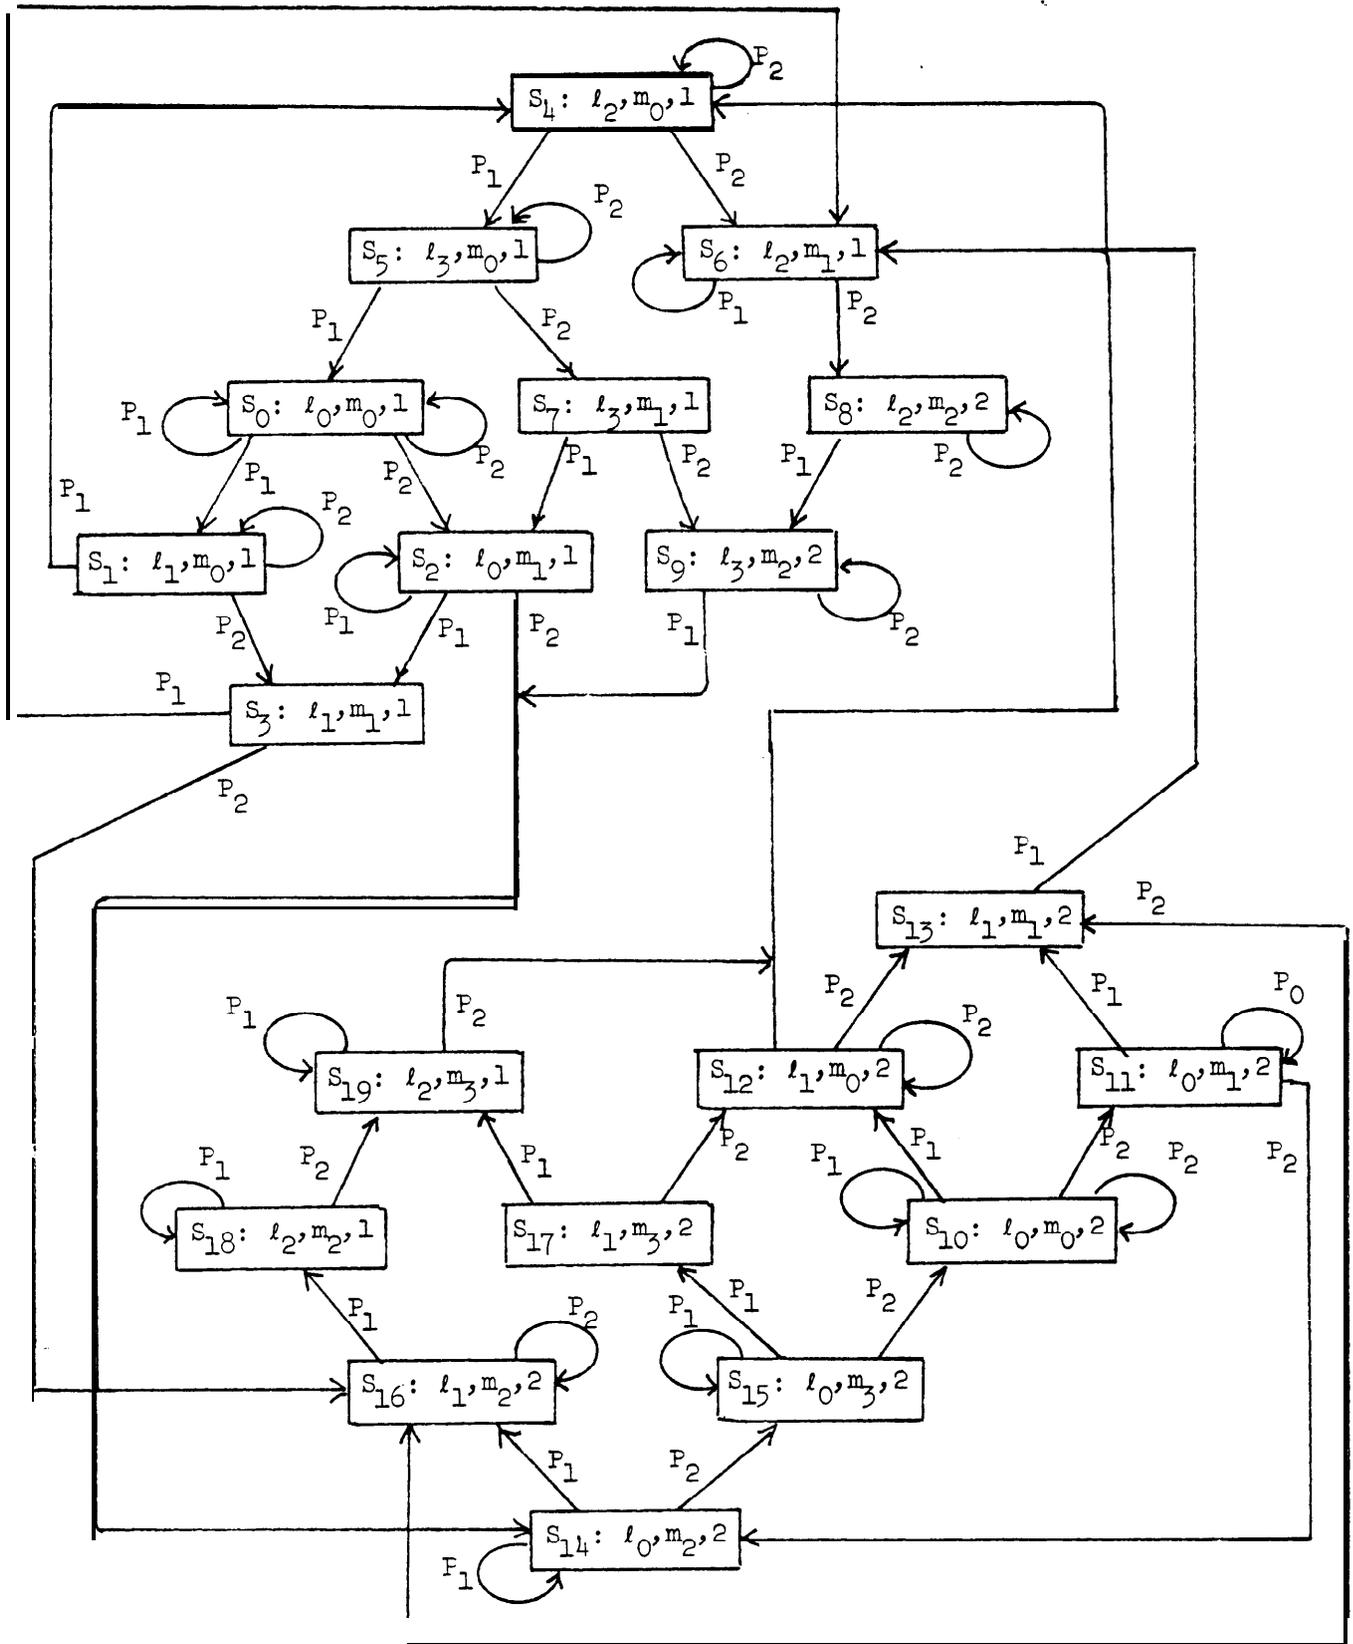 P2
S4: ℓ2,m0,1
P1
P2
P2
S5: ℓ3,m0,1
S6: ℓ2,m1,1
P1
P2
P1
P2
S0: ℓ0,m0,1
S7: ℓ3,m1,1
S8: ℓ2,m2,2
P1
P2
P1
P2
P1
P2
P1
P2
P1
P2
S1: ℓ1,m0,1
S2: ℓ0,m1,1
S9: ℓ3,m2,2
P2
P1
P1
P2
P1
P2
P1
S3: ℓ1,m1,1
P2
P1
P2
S13: ℓ1,m1,2
P1
P2
P2
P2
P1
P0
S19: ℓ2,m3,1
S12: ℓ1,m0,2
S11: ℓ0,m1,2
P1
P2
P1
P2
P1
P1
P2
P2
P2
S18: ℓ2,m2,1
S17: ℓ1,m3,2
S10: ℓ0,m0,2
P1
P2
P1
P1
P2
S16: ℓ1,m2,2
S15: ℓ0,m3,2
P1
P2
S14: ℓ0,m2,2
P1